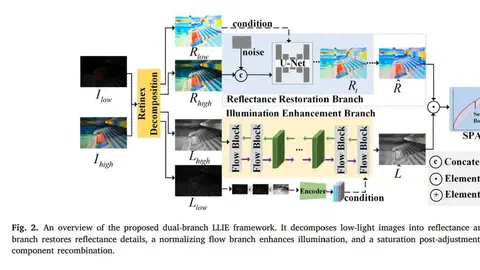 condition
R_low
noise
U-Net
c
R_high
R_t
R̂
I_low
Retinex
Decomposition
Reflectance Restoration Branch
Illumination Enhancement Branch
SPA
I_high
L_high
Flow Block
Flow Block
...
Flow Block
Flow Block
L̂
c Concate
Element
Element
L_low
Encoder
condition
Fig. 2. An overview of the proposed dual-branch LLIE framework. It decomposes low-light images into reflectance an
branch restores reflectance details, a normalizing flow branch enhances illumination, and a saturation post-adjustment
component recombination.